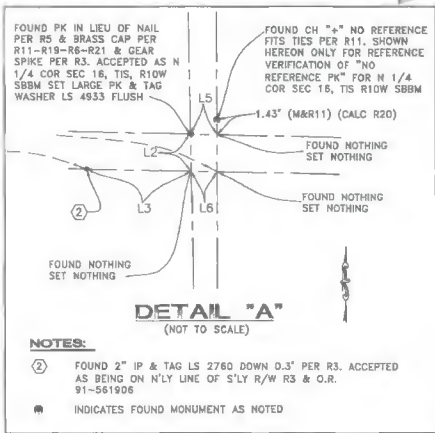 FOUND PK IN LIEU OF NAIL
PER R5 & BRASS CAP PER
R11-R19-R6-R21 & GEAR
SPIKE PER R3. ACCEPTED AS N
1/4 COR SEC 16, TIS, R10W
SBBM SET LARGE PK & TAG
WASHER LS 4933 FLUSH
FOUND CH "+" NO REFERENCE
FITS TIES PER R11. SHOWN
HEREON ONLY FOR REFERENCE
VERIFICATION OF "NO
REFERENCE PK" FOR N 1/4
COR SEC 16, TIS R10W SBBM
L5
1.43' (M&R11) (CALC R20)
L2
FOUND NOTHING
SET NOTHING
2
L3
L6
FOUND NOTHING
SET NOTHING
FOUND NOTHING
SET NOTHING
DETAIL "A"
(NOT TO SCALE)
NOTES:
2 FOUND 2" IP & TAG LS 2760 DOWN 0.3' PER R3. ACCEPTED
AS BEING ON N'LY LINE OF S'LY R/W R3 & O.R.
91-561906
INDICATES FOUND MONUMENT AS NOTED